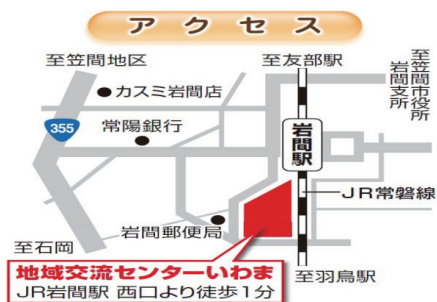 アクセス
至笠間地区
至友部駅
至笠間市役所
岩間支所
カスミ岩間店
355
常陽銀行
岩間駅
JR常磐線
岩間郵便局
至石岡
地域交流センターいわま
JR岩間駅 西口より徒歩1分
至羽鳥駅